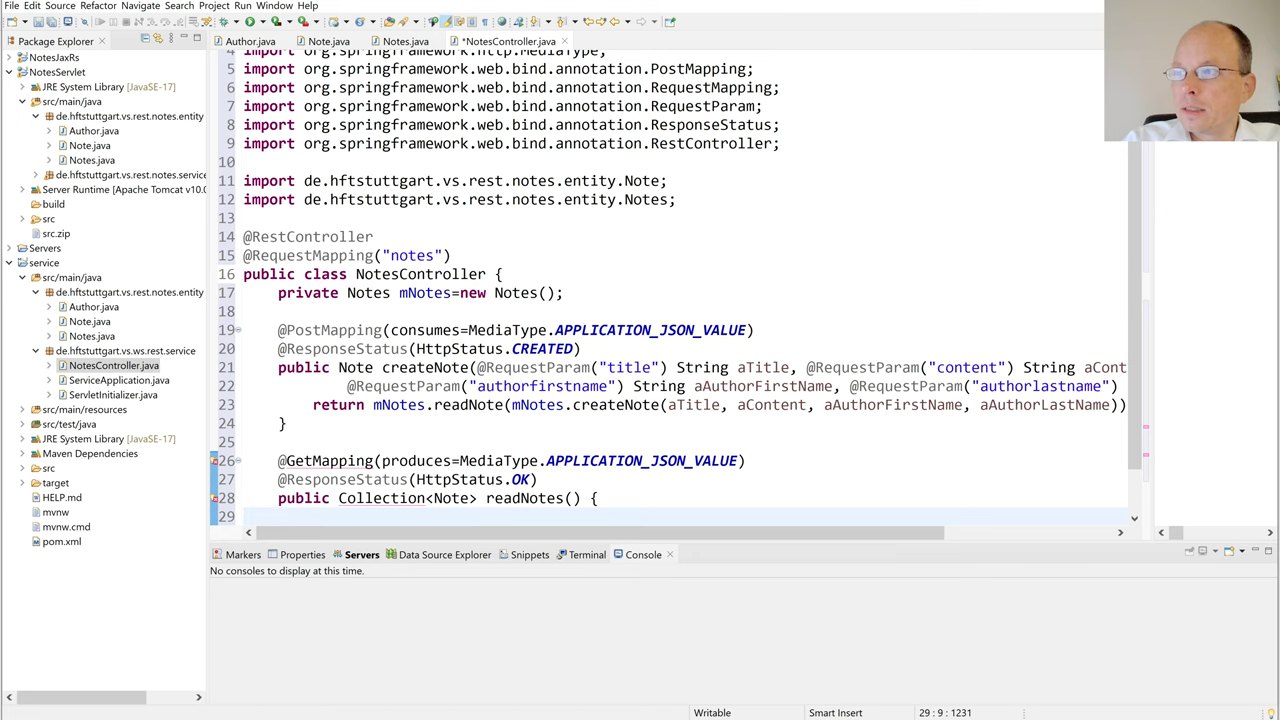 File Edit Source Refactor Navigate Search Project Run Window Help
Package Explorer
Author.java
Note.java
Notes.java
*NotesController.java
NotesJaxRs
NotesServlet
JRE System Library [JavaSE-17]
src/main/java
de.hftstuttgart.vs.rest.notes.entity
Author.java
Note.java
Notes.java
de.hftstuttgart.vs.rest.notes.service
Server Runtime [Apache Tomcat v10.0
build
src
src.zip
Servers
service
src/main/java
de.hftstuttgart.vs.rest.notes.entity
Author.java
Note.java
Notes.java
de.hftstuttgart.vs.ws.rest.service
NotesController.java
ServiceApplication.java
ServletInitializer.java
src/main/resources
src/test/java
JRE System Library [JavaSE-17]
Maven Dependencies
src
target
HELP.md
mvnw
mvnw.cmd
pom.xml
4 import org.springframework.http.MediaType;
5 import org.springframework.web.bind.annotation.PostMapping;
6 import org.springframework.web.bind.annotation.RequestMapping;
7 import org.springframework.web.bind.annotation.RequestParam;
8 import org.springframework.web.bind.annotation.ResponseStatus;
9 import org.springframework.web.bind.annotation.RestController;
10
11 import de.hftstuttgart.vs.rest.notes.entity.Note;
12 import de.hftstuttgart.vs.rest.notes.entity.Notes;
13
14 @RestController
15 @RequestMapping("notes")
16 public class NotesController {
17 private Notes mNotes=new Notes();
18
19 @PostMapping(consumes=MediaType.APPLICATION_JSON_VALUE)
20 @ResponseStatus(HttpStatus.CREATED)
21 public Note createNote(@RequestParam("title") String aTitle, @RequestParam("content") String aCont
22 @RequestParam("authorfirstname") String aAuthorFirstName, @RequestParam("authorlastname")
23 return mNotes.readNote(mNotes.createNote(aTitle, aContent, aAuthorFirstName, aAuthorLastName))
24 }
25
26 @GetMapping(produces=MediaType.APPLICATION_JSON_VALUE)
27 @ResponseStatus(HttpStatus.OK)
28 public Collection<Note> readNotes() {
29
Markers Properties Servers Data Source Explorer Snippets Terminal Console
No consoles to display at this time.
Writable Smart Insert 29 : 9 : 1231